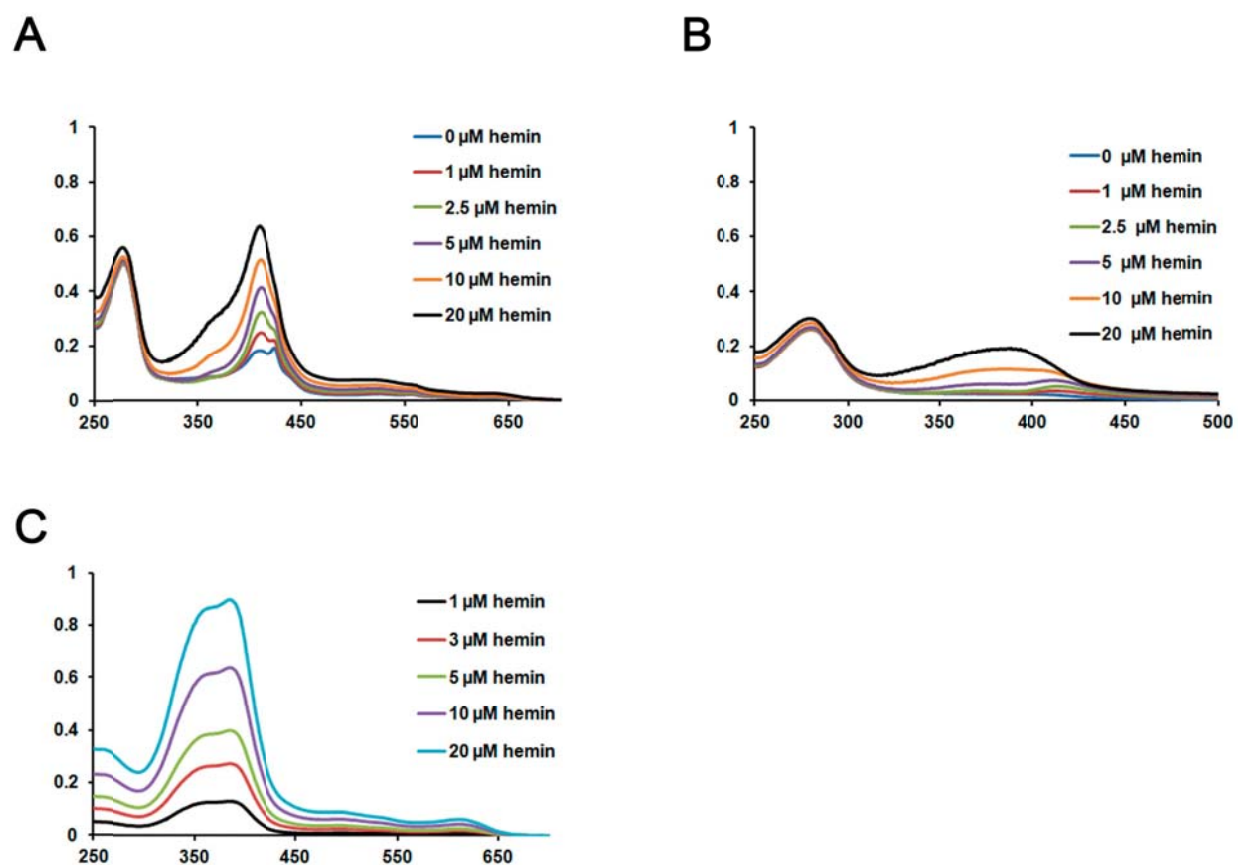 A
1
0.8
0.6
0.4
0.2
0
250
350
450
550
650
0 µM hemin
1 µM hemin
2.5 µM hemin
5 µM hemin
10 µM hemin
20 µM hemin
B
1
0.8
0.6
0.4
0.2
0
250
300
350
400
450
500
0 µM hemin
1 µM hemin
2.5 µM hemin
5 µM hemin
10 µM hemin
20 µM hemin
C
1
0.8
0.6
0.4
0.2
0
250
350
450
550
650
1 µM hemin
3 µM hemin
5 µM hemin
10 µM hemin
20 µM hemin